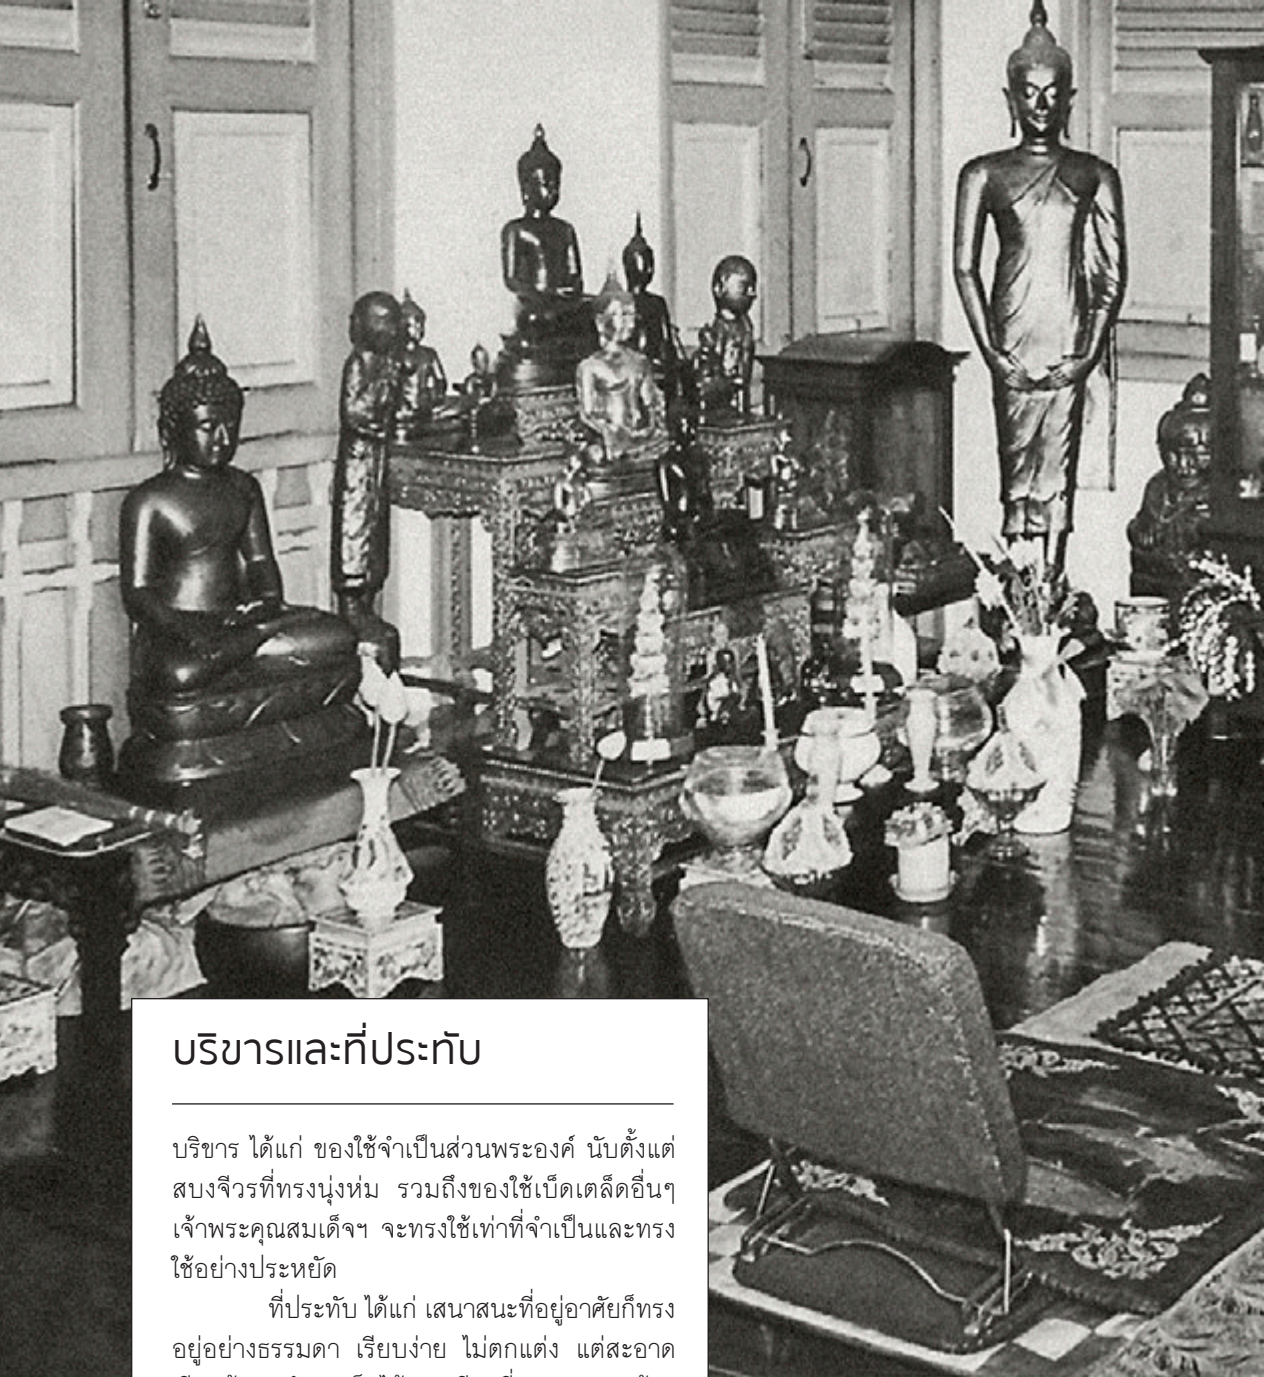 บริขารและที่ประทับ
บริขาร ได้แก่ ของใช้จำเป็นส่วนพระองค์ นับตั้งแต่
สบงจีวรที่ทรงนุ่งห่ม รวมถึงของใช้เบ็ดเตล็ดอื่นๆ
เจ้าพระคุณสมเด็จฯ จะทรงใช้เท่าที่จำเป็นและทรง
ใช้อย่างประหยัด
ที่ประทับ ได้แก่ เสนาสนะที่อยู่อาศัยก็ทรง
อยู่อย่างธรรมดา เรียบง่าย ไม่ตกแต่ง แต่สะอาด